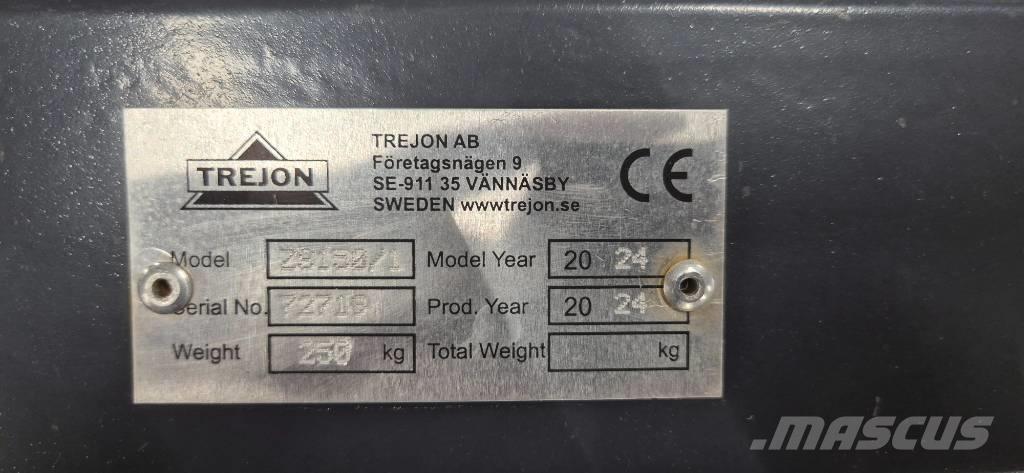 TREJON
TREJON AB
Företagsnägen 9
SE-911 35 VÄNNÄSBY
SWEDEN wwwtrejon.se
CE
Model Model Year 20 24
Serial No. Prod. Year 20 24
Weight 250 kg Total Weight kg
MASCUS